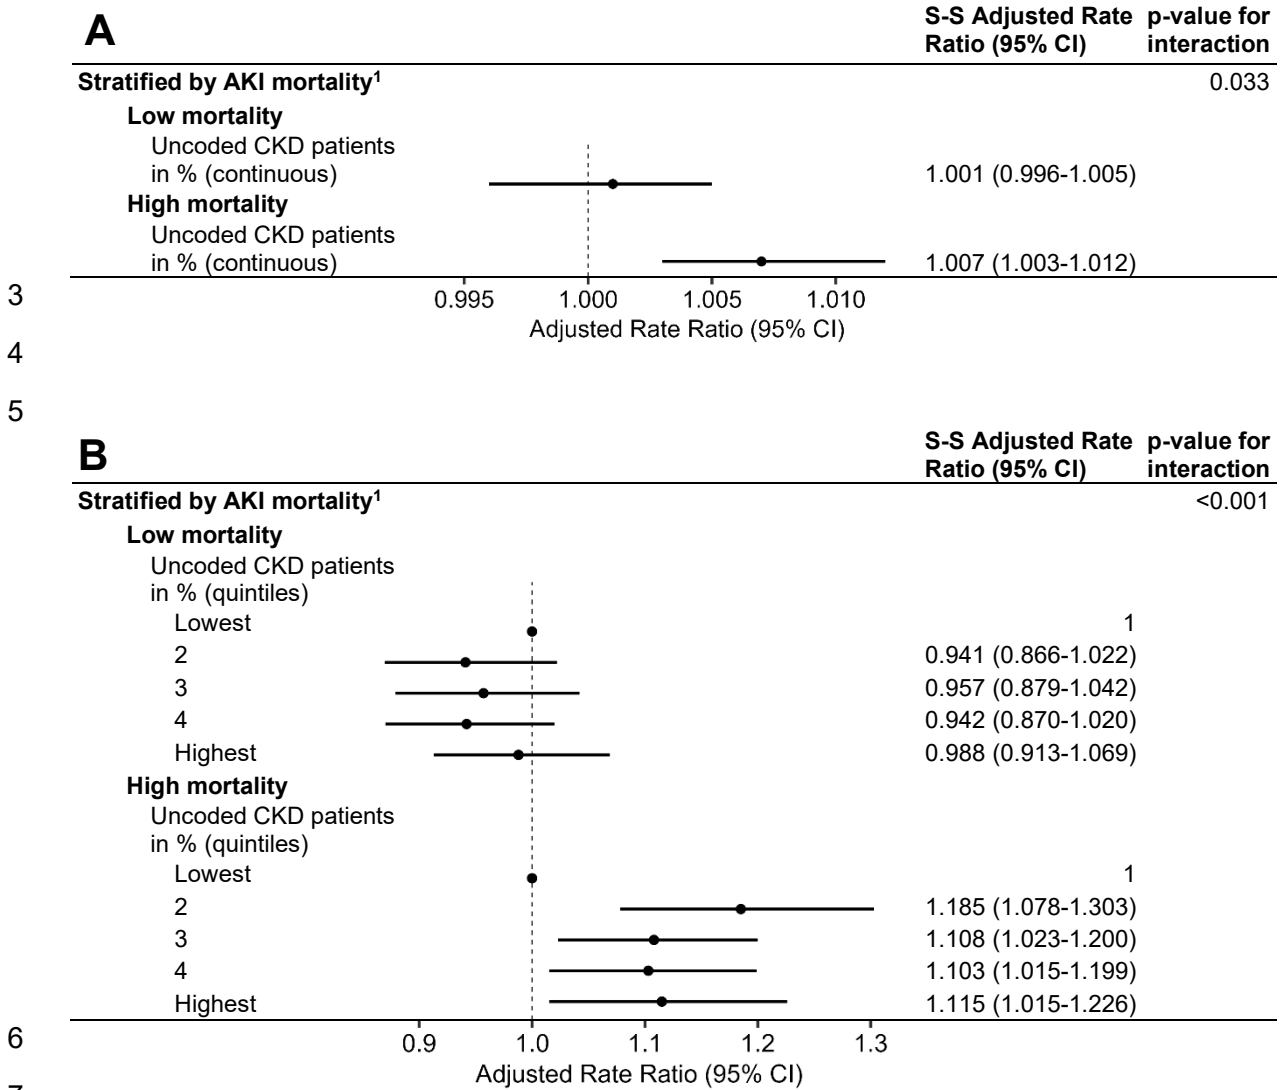 A
S-S Adjusted Rate p-value for
Ratio (95% CI) interaction
Stratified by AKI mortality¹ 0.033
Low mortality
Uncoded CKD patients
in % (continuous) 1.001 (0.996-1.005)
High mortality
Uncoded CKD patients
in % (continuous) 1.007 (1.003-1.012)
3
0.995 1.000 1.005 1.010
Adjusted Rate Ratio (95% CI)
4
5
B
S-S Adjusted Rate p-value for
Ratio (95% CI) interaction
Stratified by AKI mortality¹ <0.001
Low mortality
Uncoded CKD patients
in % (quintiles)
Lowest 1
2 0.941 (0.866-1.022)
3 0.957 (0.879-1.042)
4 0.942 (0.870-1.020)
Highest 0.988 (0.913-1.069)
High mortality
Uncoded CKD patients
in % (quintiles)
Lowest 1
2 1.185 (1.078-1.303)
3 1.108 (1.023-1.200)
4 1.103 (1.015-1.199)
Highest 1.115 (1.015-1.226)
6
0.9 1.0 1.1 1.2 1.3
Adjusted Rate Ratio (95% CI)